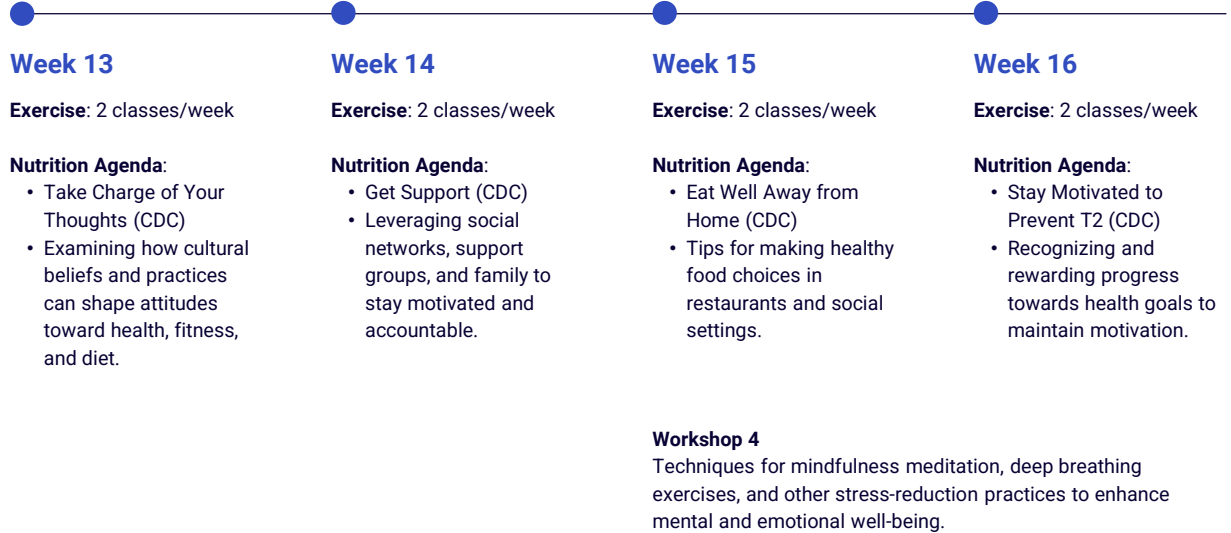 Week 13
Exercise: 2 classes/week
Nutrition Agenda:
• Take Charge of Your
Thoughts (CDC)
• Examining how cultural
beliefs and practices
can shape attitudes
toward health, fitness,
and diet.
Week 14
Exercise: 2 classes/week
Nutrition Agenda:
• Get Support (CDC)
• Leveraging social
networks, support
groups, and family to
stay motivated and
accountable.
Week 15
Exercise: 2 classes/week
Nutrition Agenda:
• Eat Well Away from
Home (CDC)
• Tips for making healthy
food choices in
restaurants and social
settings.
Week 16
Exercise: 2 classes/week
Nutrition Agenda:
• Stay Motivated to
Prevent T2 (CDC)
• Recognizing and
rewarding progress
towards health goals to
maintain motivation.
Workshop 4
Techniques for mindfulness meditation, deep breathing
exercises, and other stress-reduction practices to enhance
mental and emotional well-being.